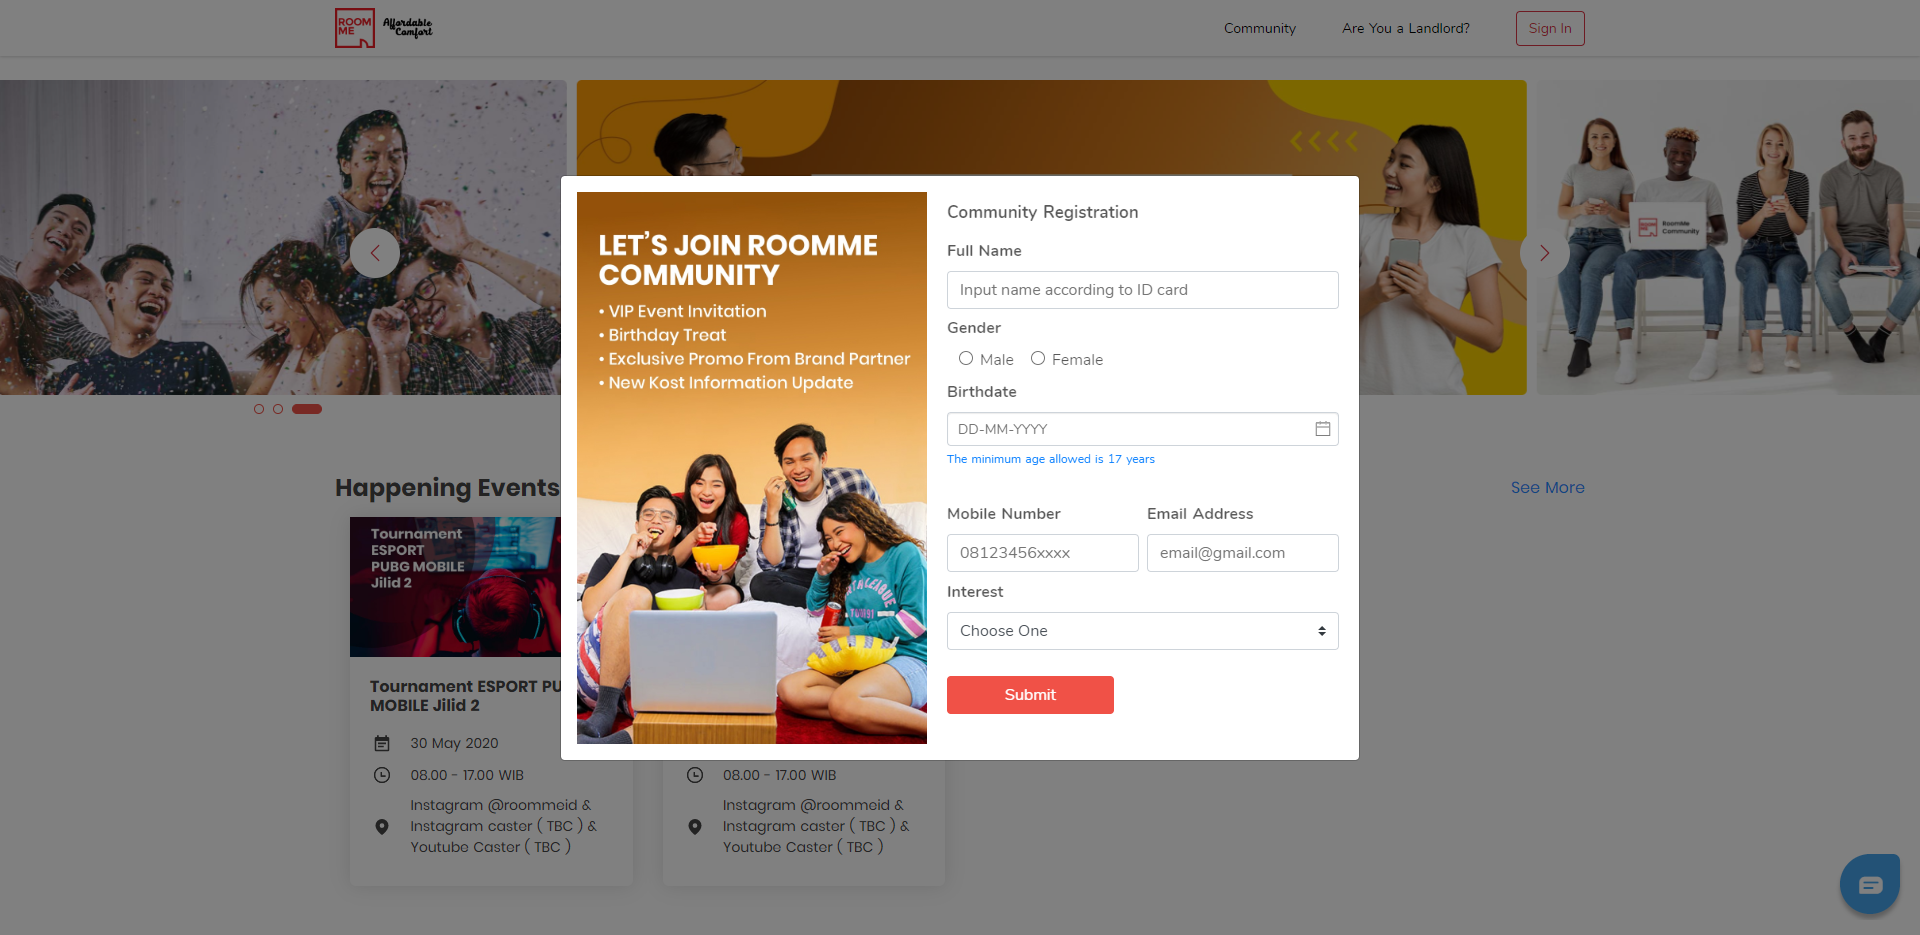 ROOM
ME
Affordable
Comfort
Community
Are You a Landlord?
Sign In
RoomMe
Community
LET'S JOIN ROOMME
COMMUNITY
• VIP Event Invitation
• Birthday Treat
• Exclusive Promo From Brand Partner
• New Kost Information Update
Community Registration
Full Name
Input name according to ID card
Gender
Male
Female
Birthdate
DD-MM-YYYY
The minimum age allowed is 17 years
Mobile Number
Email Address
08123456xxxx
email@gmail.com
Interest
Choose One
Submit
Happening Events
See More
Tournament
ESPORT
PUBG MOBILE
Jilid 2
Tournament ESPORT PU
MOBILE Jilid 2
30 May 2020
08.00 - 17.00 WIB
Instagram @roommeid &
Instagram caster ( TBC ) &
Youtube Caster ( TBC )
08.00 - 17.00 WIB
Instagram @roommeid &
Instagram caster ( TBC ) &
Youtube Caster ( TBC )